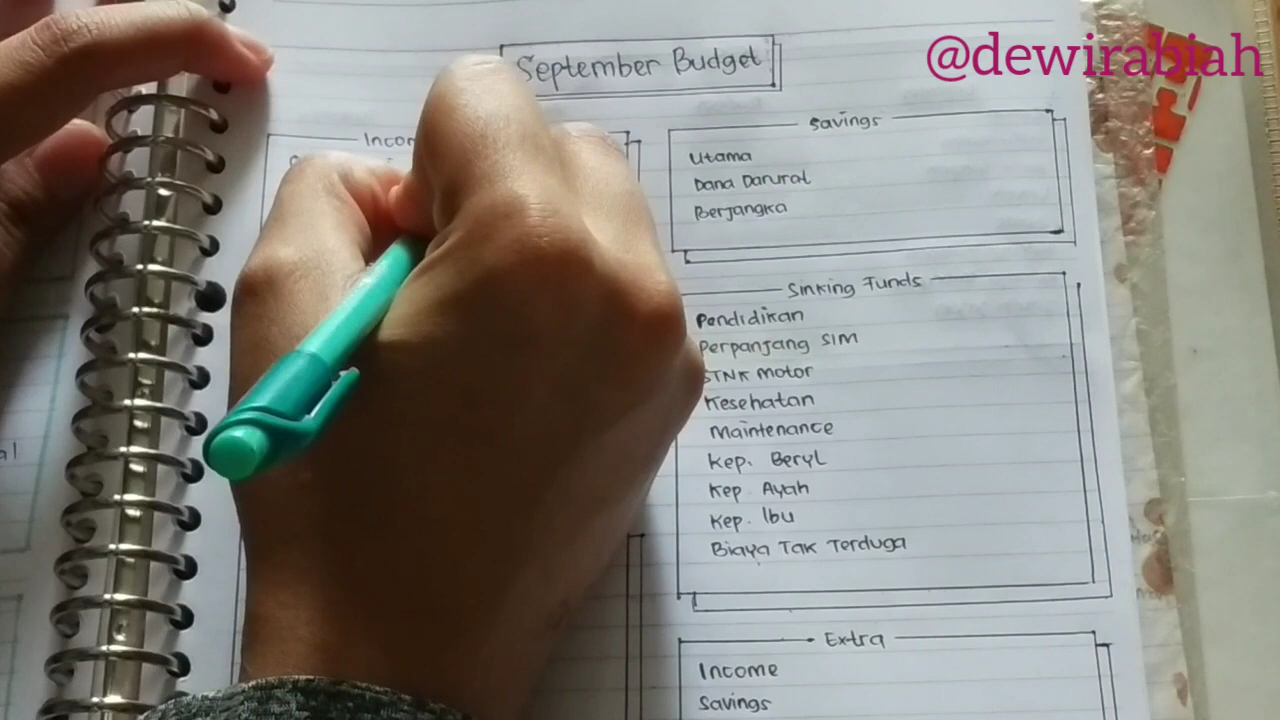 @dewirabiah
September Budget
Savings
Utama
Dana Darurat
Berjangka
Sinking Funds
Pendidikan
Perpanjang SIM
STNK Motor
Kesehatan
Maintenance
Kep. Beryl
Kep. Ayah
Kep. Ibu
Biaya Tak Terduga
Extra
Income
Savings